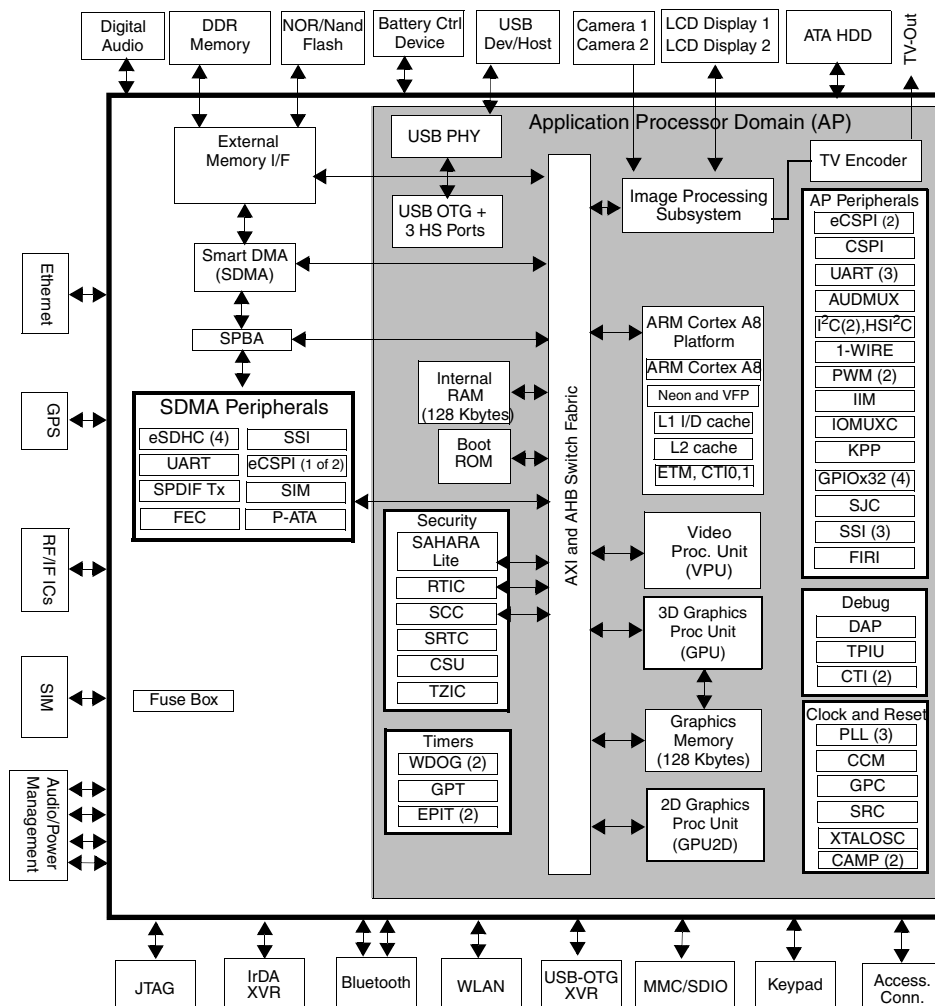 Digital
Audio
DDR
Memory
NOR/Nand
Flash
Battery Ctrl
Device
USB
Dev/Host
Camera 1
Camera 2
LCD Display 1
LCD Display 2
ATA HDD
TV-Out
Application Processor Domain (AP)
External
Memory I/F
USB PHY
TV Encoder
USB OTG +
3 HS Ports
Image Processing
Subsystem
Smart DMA
(SDMA)
SPBA
SDMA Peripherals
eSDHC (4)
SSI
UART
eCSPI (1 of 2)
SPDIF Tx
SIM
FEC
P-ATA
Internal
RAM
(128 Kbytes)
Boot
ROM
Security
SAHARA
Lite
RTIC
SCC
SRTC
CSU
TZIC
Timers
WDOG (2)
GPT
EPIT (2)
Fuse Box
AXI and AHB Switch Fabric
ARM Cortex A8
Platform
ARM Cortex A8
Neon and VFP
L1 I/D cache
L2 cache
ETM, CTI0,1
Video
Proc. Unit
(VPU)
3D Graphics
Proc Unit
(GPU)
Graphics
Memory
(128 Kbytes)
2D Graphics
Proc Unit
(GPU2D)
AP Peripherals
eCSPI (2)
CSPI
UART (3)
AUDMUX
I²C(2),HSI²C
1-WIRE
PWM (2)
IIM
IOMUXC
KPP
GPIOx32 (4)
SJC
SSI (3)
FIRI
Debug
DAP
TPIU
CTI (2)
Clock and Reset
PLL (3)
CCM
GPC
SRC
XTALOSC
CAMP (2)
Ethernet
GPS
RF/IF ICs
SIM
Audio/Power
Management
JTAG
IrDA
XVR
Bluetooth
WLAN
USB-OTG
XVR
MMC/SDIO
Keypad
Access.
Conn.